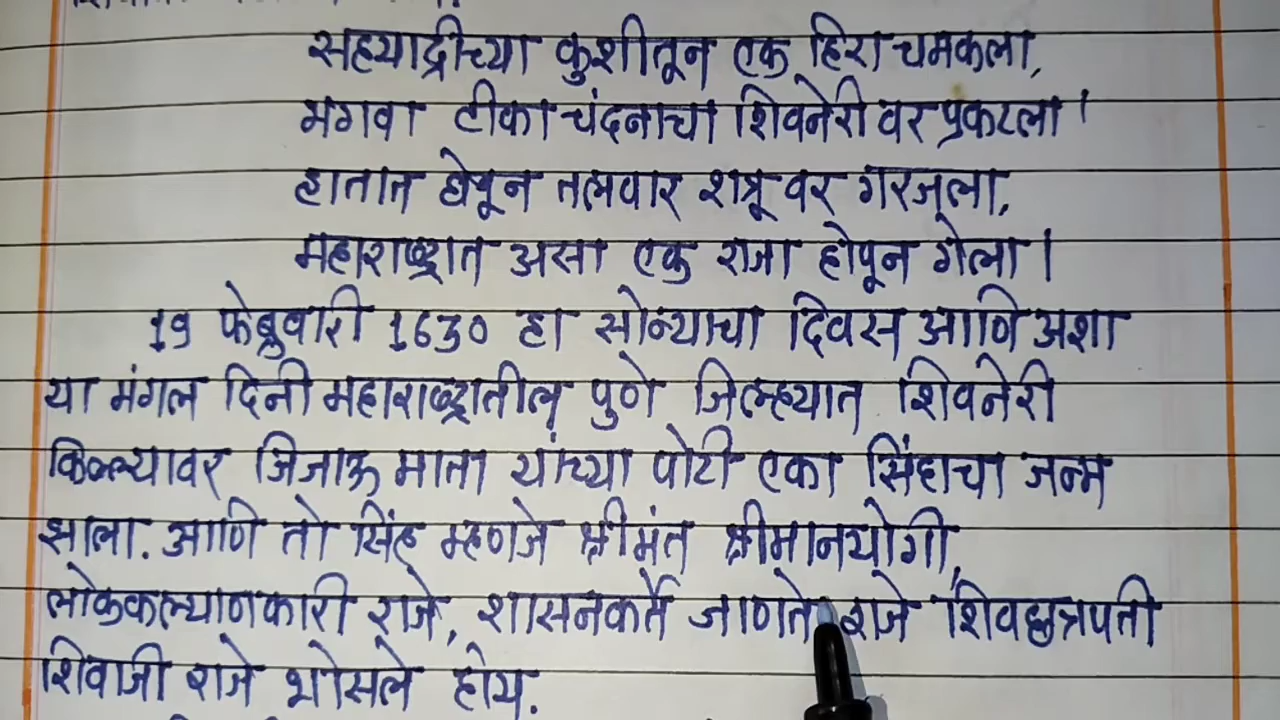 सह्याद्रीच्या कुशीतून एक हिरा चमकला,
भगवा टीका चंदनाचा शिवनेरी वर प्रकटला ।
हातात घेवून तलवार शत्रू वर गरजला,
महाराष्ट्रात असा एक राजा होवून गेला ।
19 फेब्रुवारी 1630 हा सोन्याचा दिवस आणि अशा
या मंगल दिनी महाराष्ट्रातील पुणे जिल्ह्यात शिवनेरी
किल्ल्यावर जिजाऊ माता यांच्या पोटी एका सिंहाचा जन्म
झाला. आणि तो सिंह म्हणजे श्रीमंत श्रीमानयोगी,
लोककल्याणकारी राजे, शासनकर्ते जाणते राजे शिवछत्रपती
शिवाजी राजे भोसले होय.